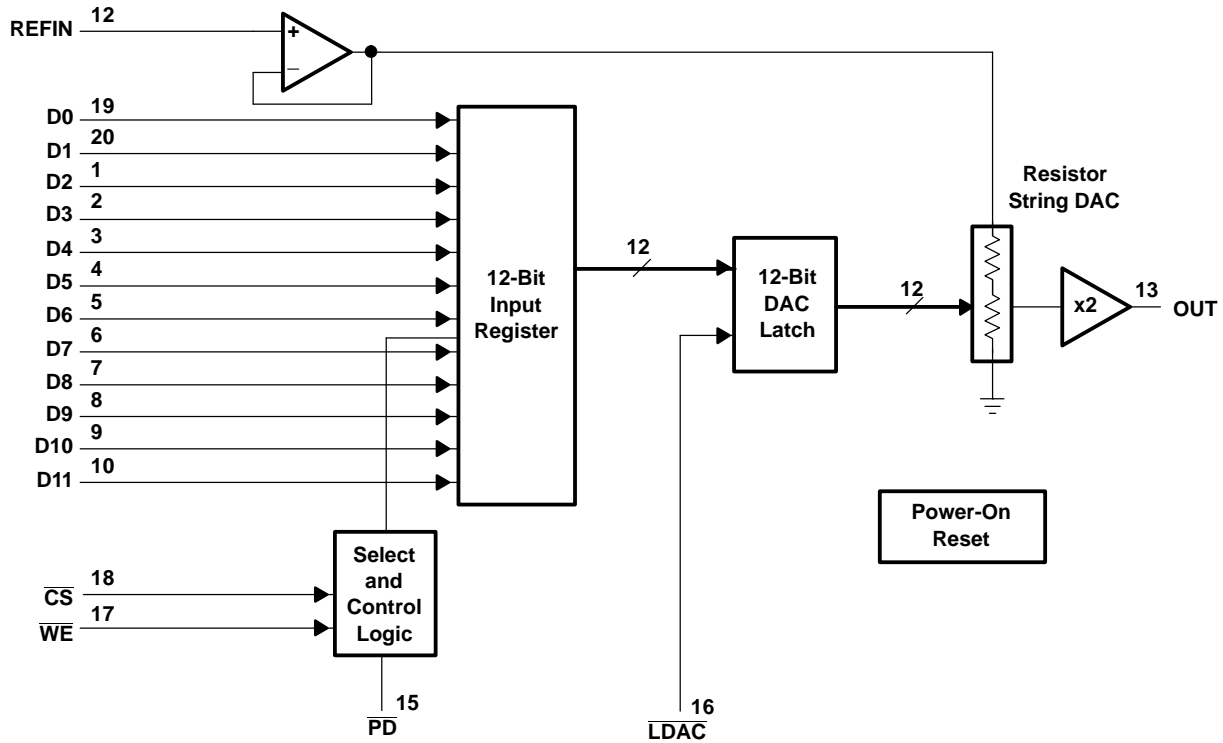 REFIN 12
+
−
D0 19
D1 20
D2 1
D3 2
D4 3
D5 4
D6 5
D7 6
D8 7
D9 8
D10 9
D11 10
12-Bit
Input
Register
12
12-Bit
DAC
Latch
12
Resistor
String DAC
x2
13 OUT
Power-On
Reset
Select
and
Control
Logic
CS 18
WE 17
15
PD
16
LDAC